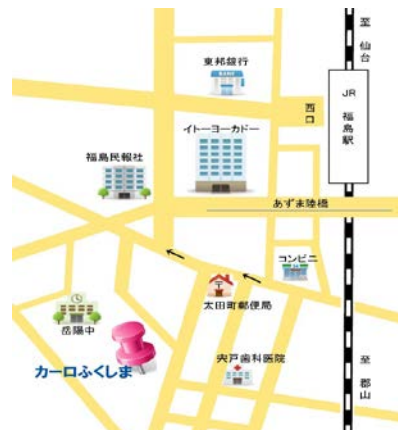 至 仙台
東邦銀行
BANK
JR 福島駅
西口
イトーヨーカドー
福島民報社
あずま陸橋
コンビニ
〒
太田町郵便局
岳陽中
カーロふくしま
宍戸歯科医院
至 郡山